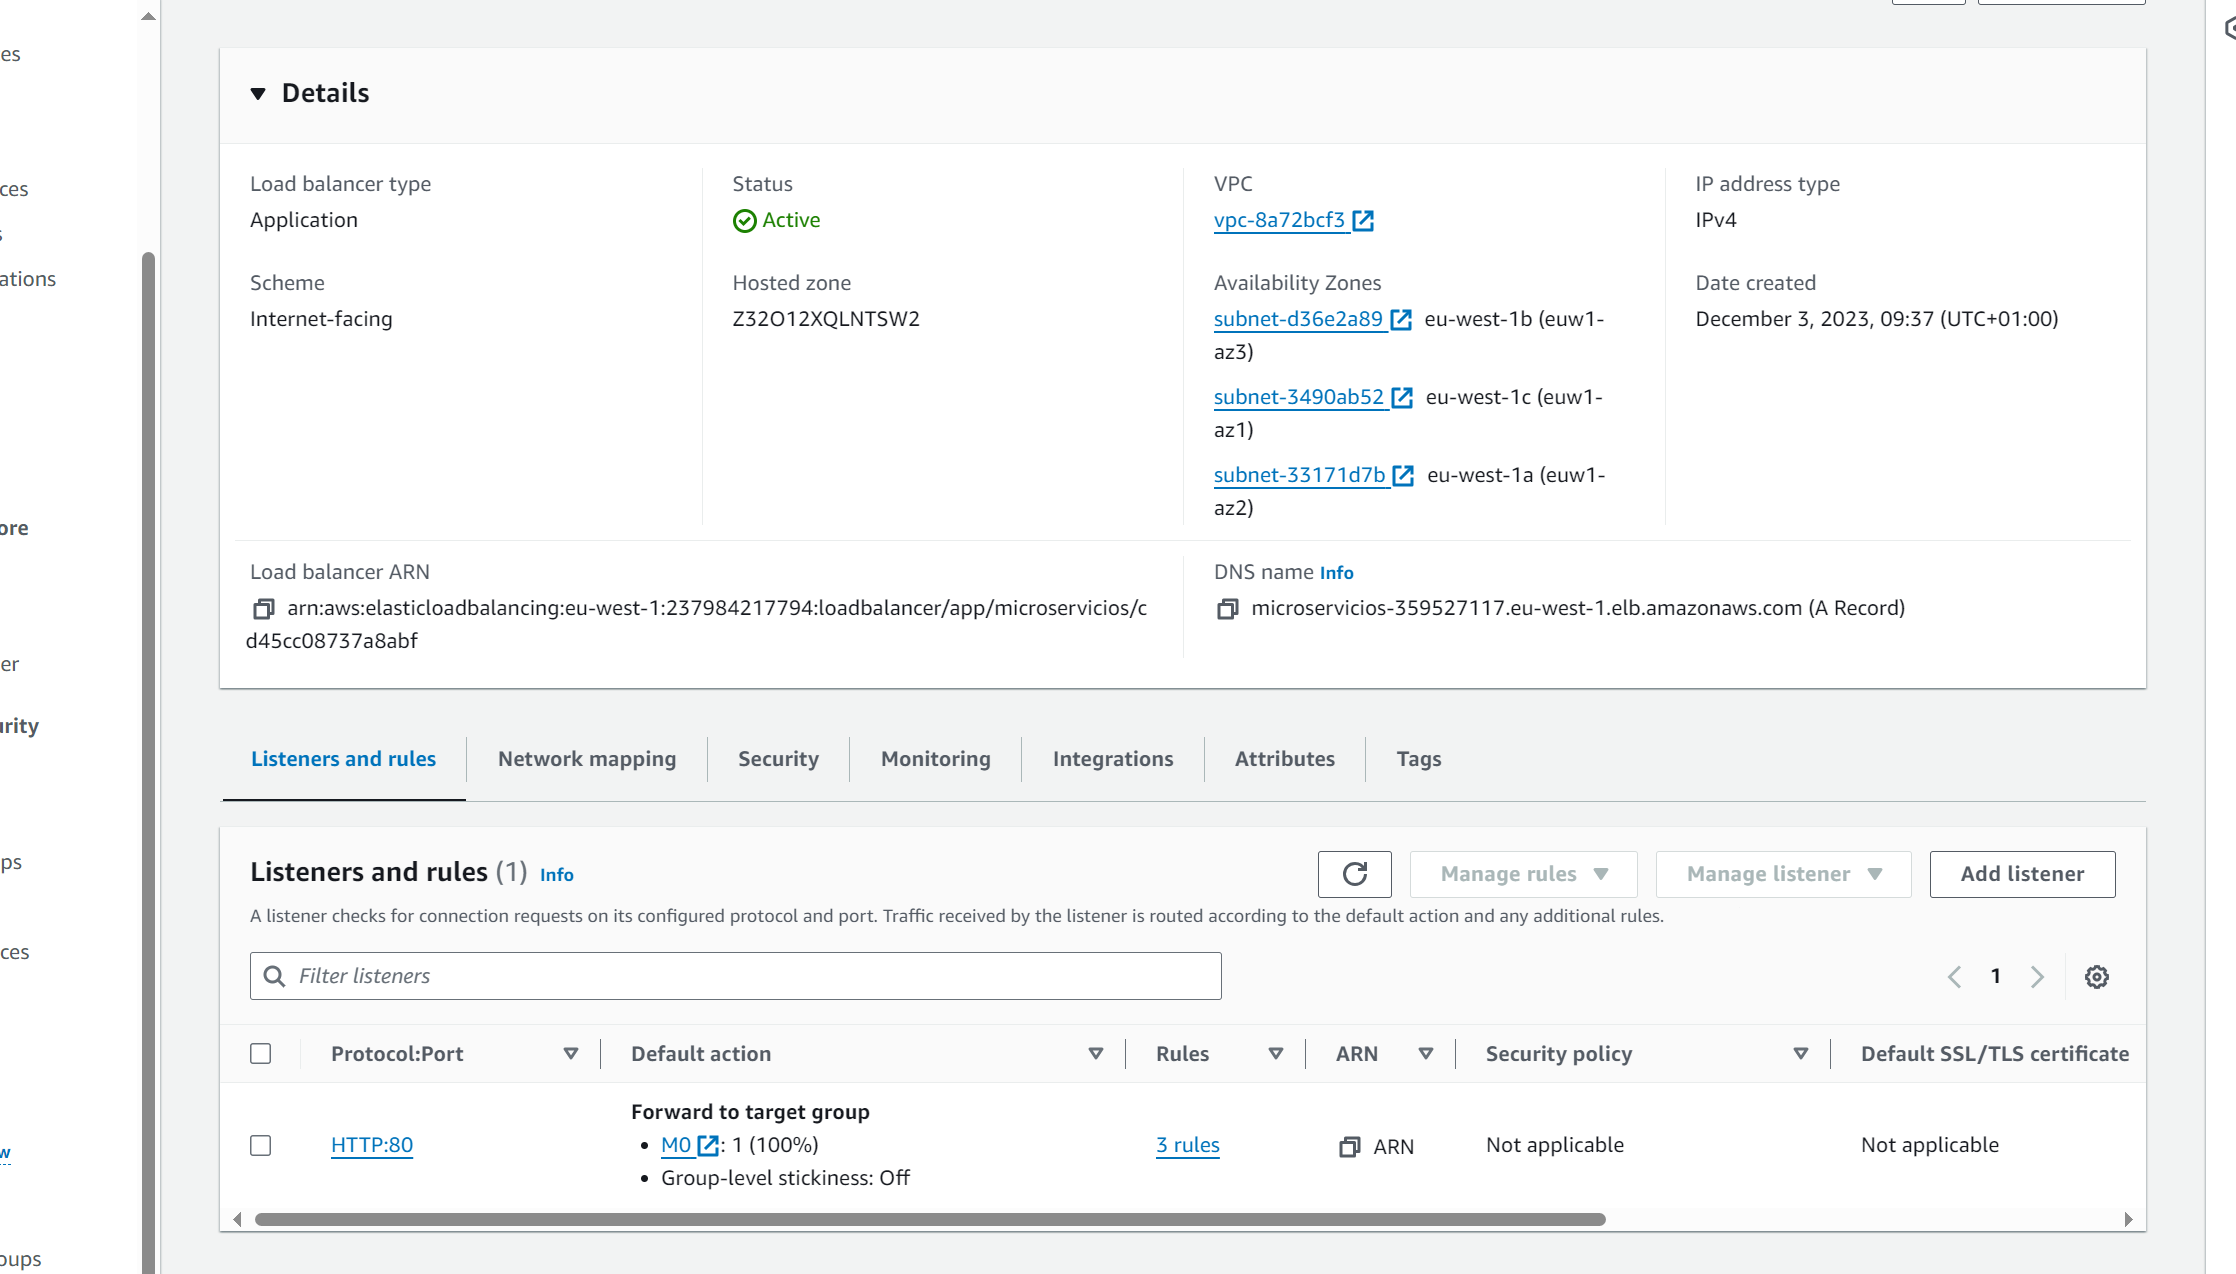 es
ces
s
ations
ore
er
urity
ps
ces
w
oups
Details
Load balancer type
Application
Status
Active
VPC
vpc-8a72bcf3
IP address type
IPv4
Scheme
Internet-facing
Hosted zone
Z32O12XQLNTSW2
Availability Zones
subnet-d36e2a89 eu-west-1b (euw1-
az3)
subnet-3490ab52 eu-west-1c (euw1-
az1)
subnet-33171d7b eu-west-1a (euw1-
az2)
Date created
December 3, 2023, 09:37 (UTC+01:00)
Load balancer ARN
arn:aws:elasticloadbalancing:eu-west-1:237984217794:loadbalancer/app/microservicios/c
d45cc08737a8abf
DNS name Info
microservicios-359527117.eu-west-1.elb.amazonaws.com (A Record)
Listeners and rules Network mapping Security Monitoring Integrations Attributes Tags
Listeners and rules (1) Info
Manage rules Manage listener Add listener
A listener checks for connection requests on its configured protocol and port. Traffic received by the listener is routed according to the default action and any additional rules.
Filter listeners
1
Protocol:Port Default action Rules ARN Security policy Default SSL/TLS certificate
Forward to target group
HTTP:80 • M0 : 1 (100%) 3 rules ARN Not applicable Not applicable
• Group-level stickiness: Off